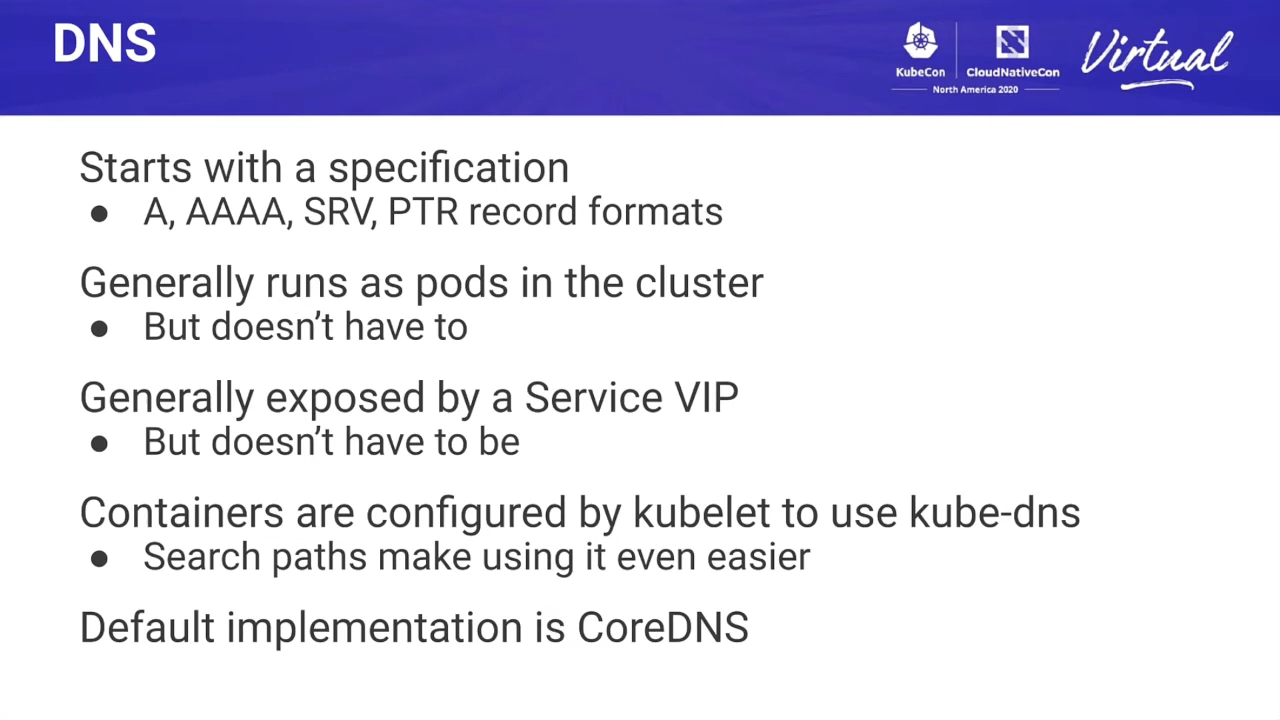 DNS
KubeCon
CloudNativeCon
North America 2020
Virtual
Starts with a specification
● A, AAAA, SRV, PTR record formats
Generally runs as pods in the cluster
● But doesn’t have to
Generally exposed by a Service VIP
● But doesn’t have to be
Containers are configured by kubelet to use kube-dns
● Search paths make using it even easier
Default implementation is CoreDNS